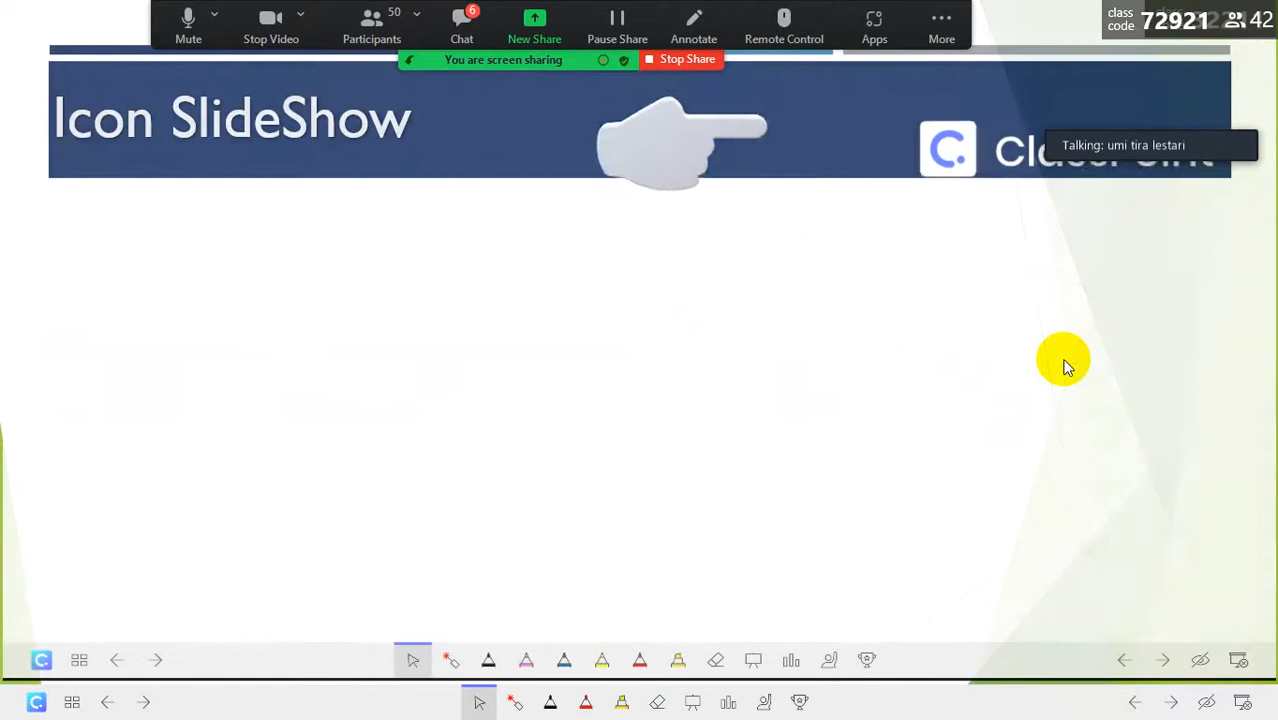 50
6
Mute
Stop Video
Participants
Chat
New Share
Pause Share
Annotate
Remote Control
Apps
More
class code 72921 42
You are screen sharing
Stop Share
Icon SlideShow
Talking: umi tira lestari